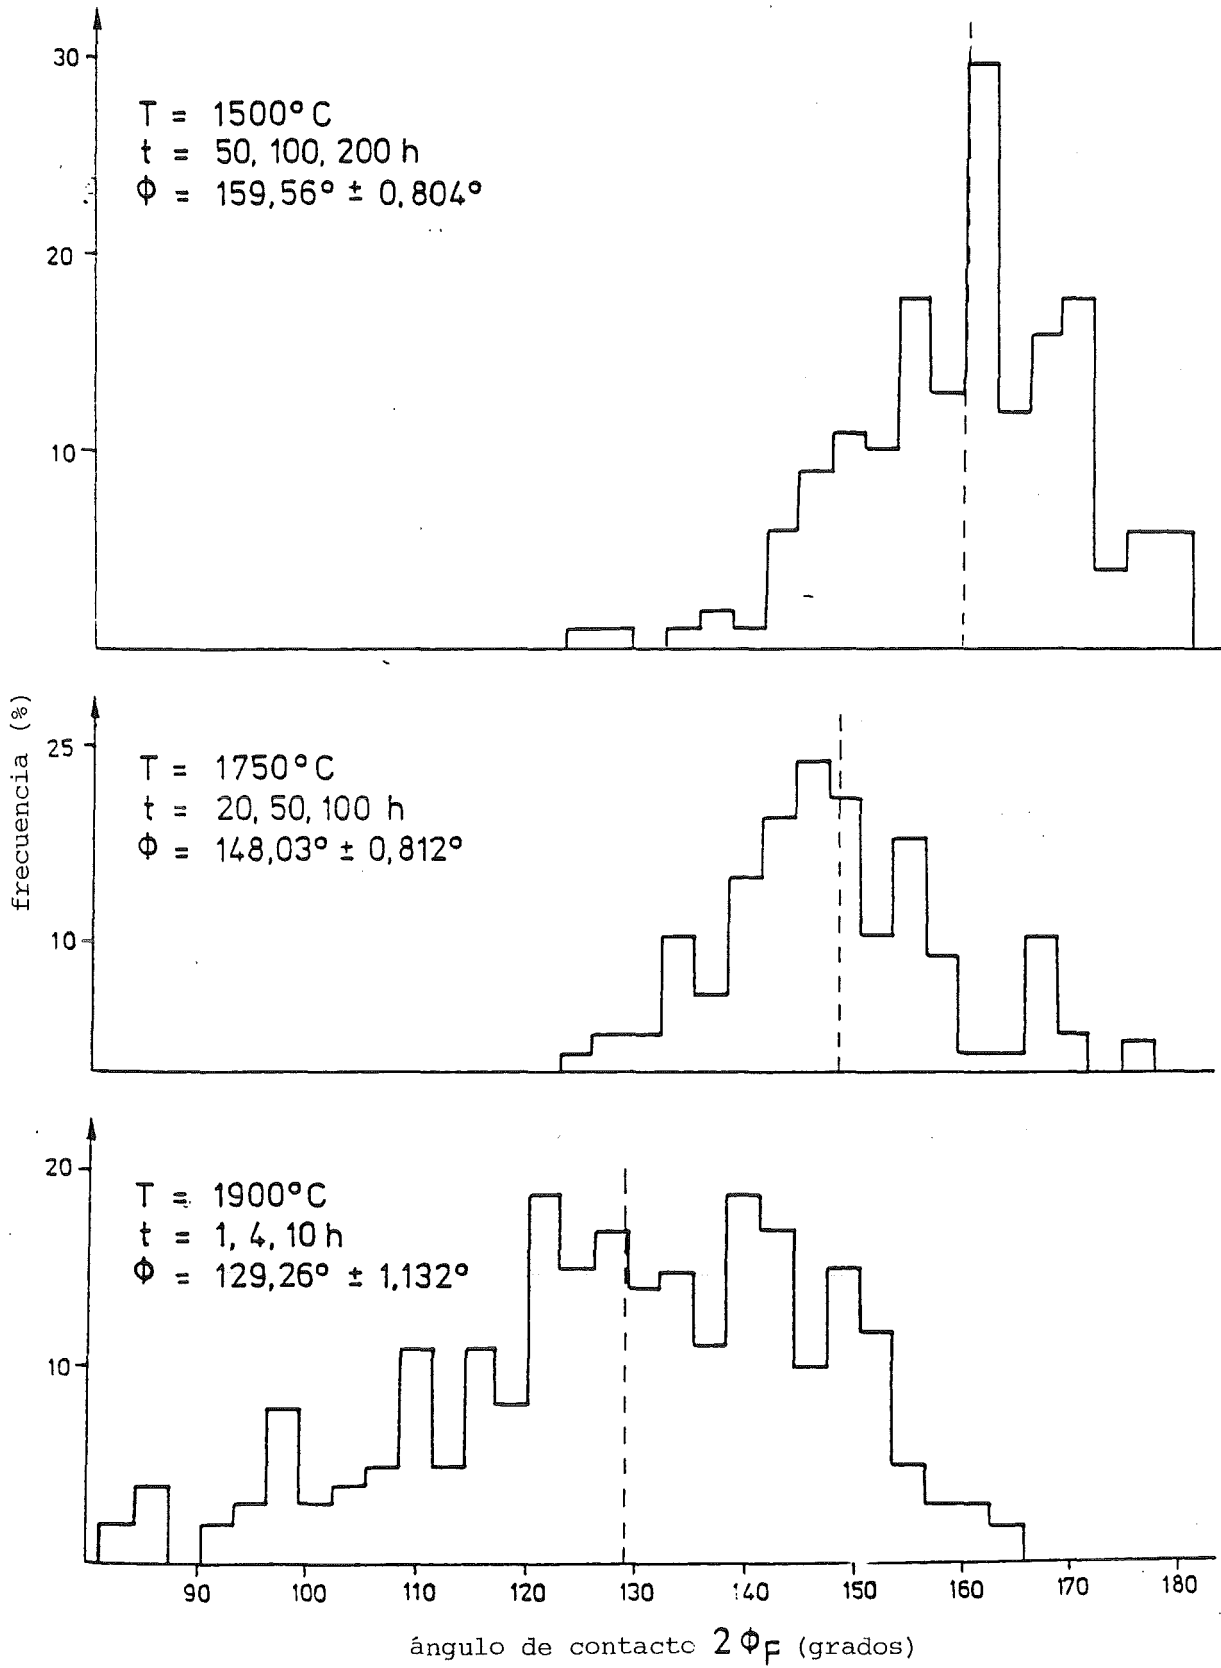 30
T = 1500° C
t = 50, 100, 200 h
Φ = 159,56° ± 0,804°
20
10
frecuencia (%)
25
T = 1750° C
t = 20, 50, 100 h
Φ = 148,03° ± 0,812°
10
20
T = 1900°C
t = 1, 4, 10 h
Φ = 129,26° ± 1,132°
10
90 100 110 120 130 140 150 160 170 180
ángulo de contacto 2 ΦF (grados)